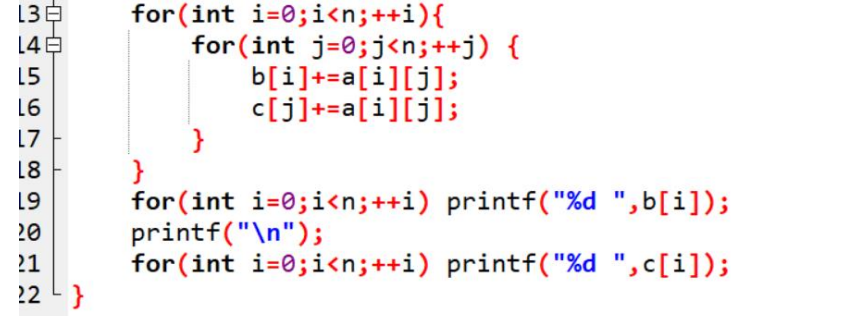 13 for(int i=0;i<n;++i){
14 for(int j=0;j<n;++j) {
15 b[i]+=a[i][j];
16 c[j]+=a[i][j];
17 }
18 }
19 for(int i=0;i<n;++i) printf("%d ",b[i]);
20 printf("\n");
21 for(int i=0;i<n;++i) printf("%d ",c[i]);
22 }